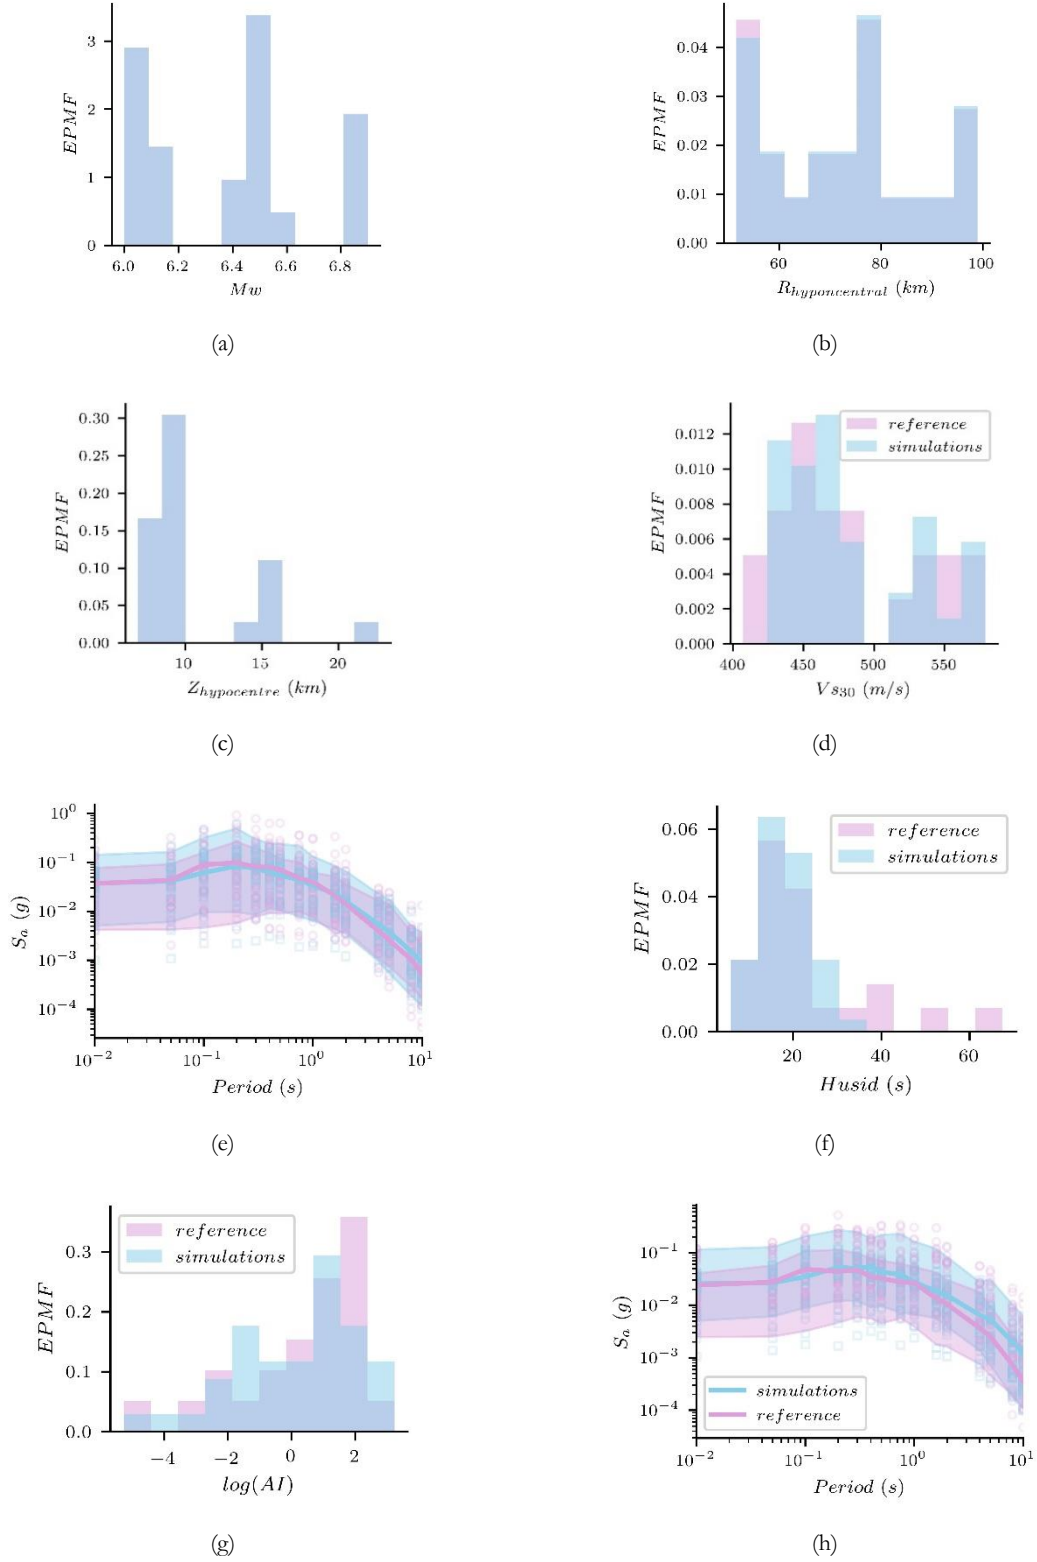 3
2
1
0
EPMF
6.0 6.2 6.4 6.6 6.8
Mw
(a)
0.04
0.03
0.02
0.01
0.00
EPMF
60 80 100
R_hyponcentral (km)
(b)
0.30
0.25
0.20
0.15
0.10
0.05
0.00
EPMF
10 15 20
Z_hypocentre (km)
(c)
reference
simulations
0.012
0.010
0.008
0.006
0.004
0.002
0.000
EPMF
400 450 500 550
Vs_30 (m/s)
(d)
10^0
10^-1
10^-2
10^-3
10^-4
S_a (g)
10^-2 10^-1 10^0 10^1
Period (s)
(e)
reference
simulations
0.06
0.04
0.02
0.00
EPMF
20 40 60
Husid (s)
(f)
reference
simulations
0.3
0.2
0.1
0.0
EPMF
−4 −2 0 2
log(AI)
(g)
10^-1
10^-2
10^-3
10^-4
S_a (g)
simulations
reference
10^-2 10^-1 10^0 10^1
Period (s)
(h)